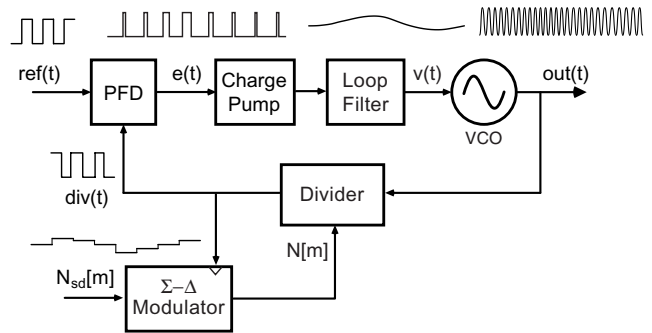 ref(t)
PFD
e(t)
Charge
Pump
Loop
Filter
v(t)
VCO
out(t)
div(t)
Divider
N[m]
N_sd[m]
Σ–Δ
Modulator